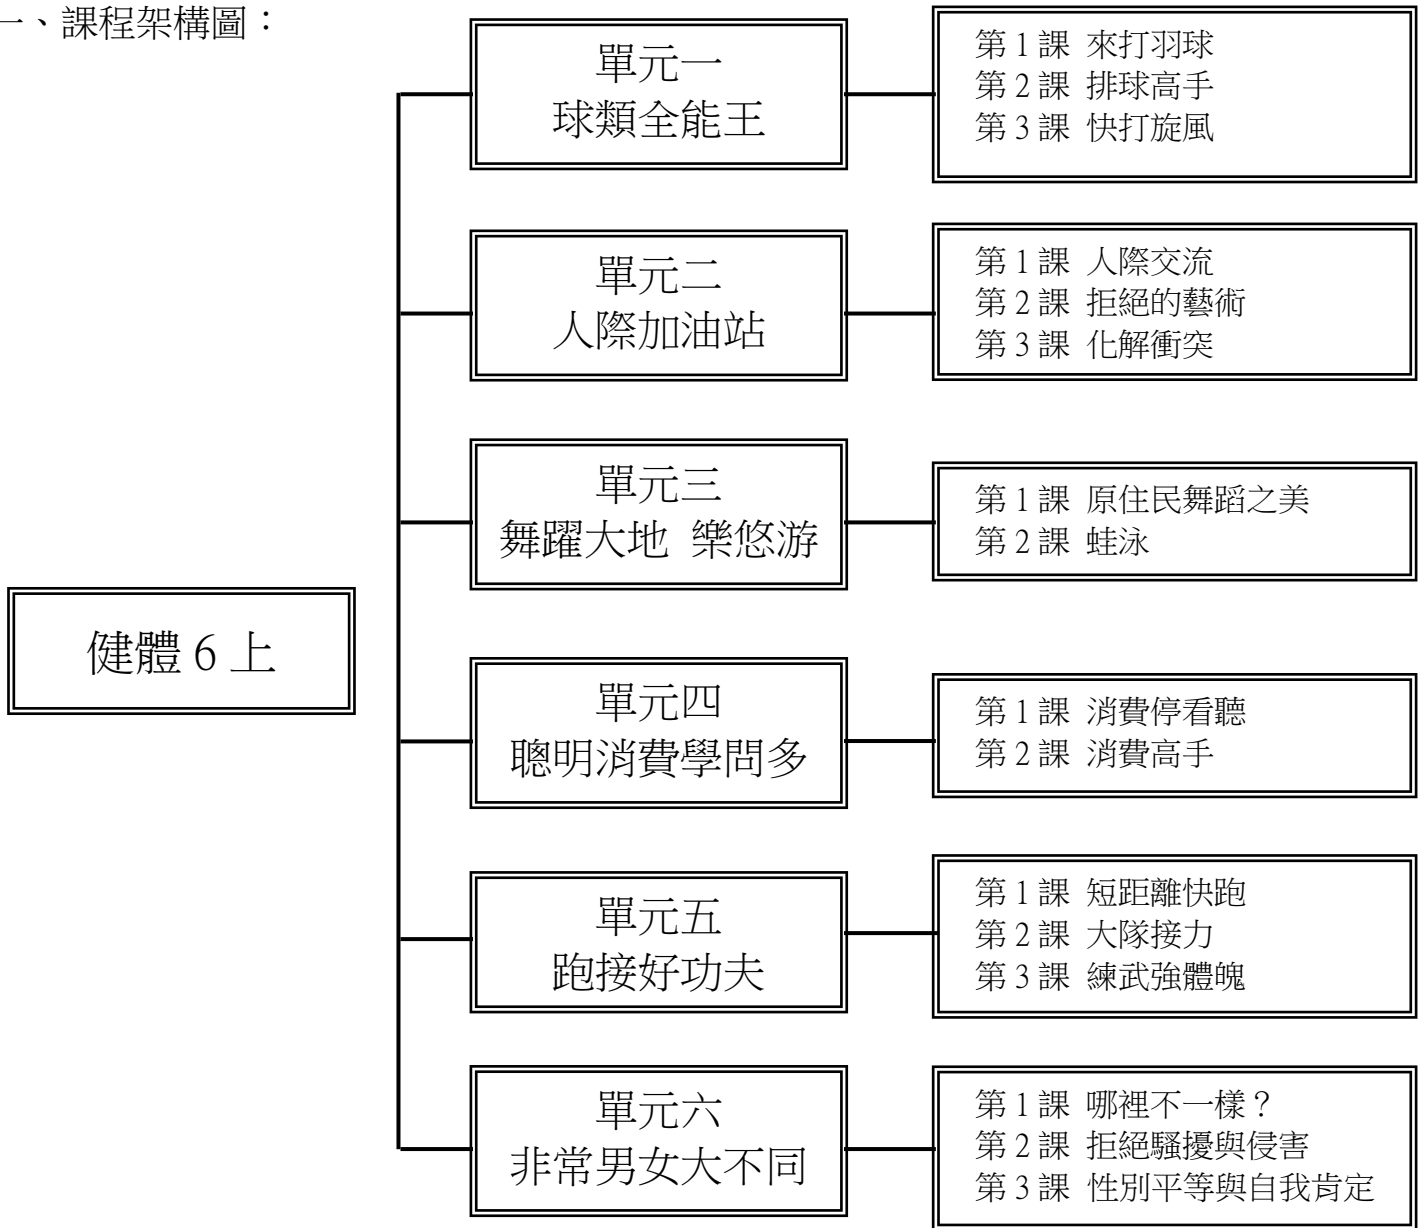 一、課程架構圖：
健體 6 上
單元一
球類全能王
第 1 課 來打羽球
第 2 課 排球高手
第 3 課 快打旋風
單元二
人際加油站
第 1 課 人際交流
第 2 課 拒絕的藝術
第 3 課 化解衝突
單元三
舞躍大地 樂悠游
第 1 課 原住民舞蹈之美
第 2 課 蛙泳
單元四
聰明消費學問多
第 1 課 消費停看聽
第 2 課 消費高手
單元五
跑接好功夫
第 1 課 短距離快跑
第 2 課 大隊接力
第 3 課 練武強體魄
單元六
非常男女大不同
第 1 課 哪裡不一樣？
第 2 課 拒絕騷擾與侵害
第 3 課 性別平等與自我肯定